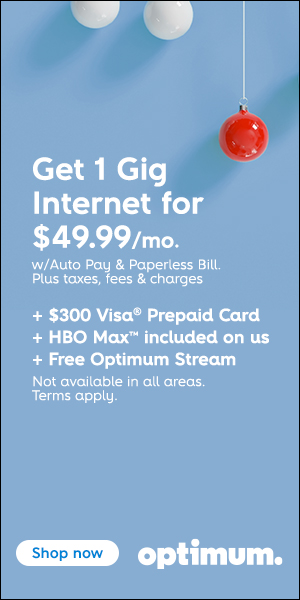 Get 1 Gig
Internet for
$49.99/mo.
w/Auto Pay & Paperless Bill.
Plus taxes, fees & charges
+ $300 Visa® Prepaid Card
+ HBO Max™ included on us
+ Free Optimum Stream
Not available in all areas.
Terms apply.
Shop now
optimum.